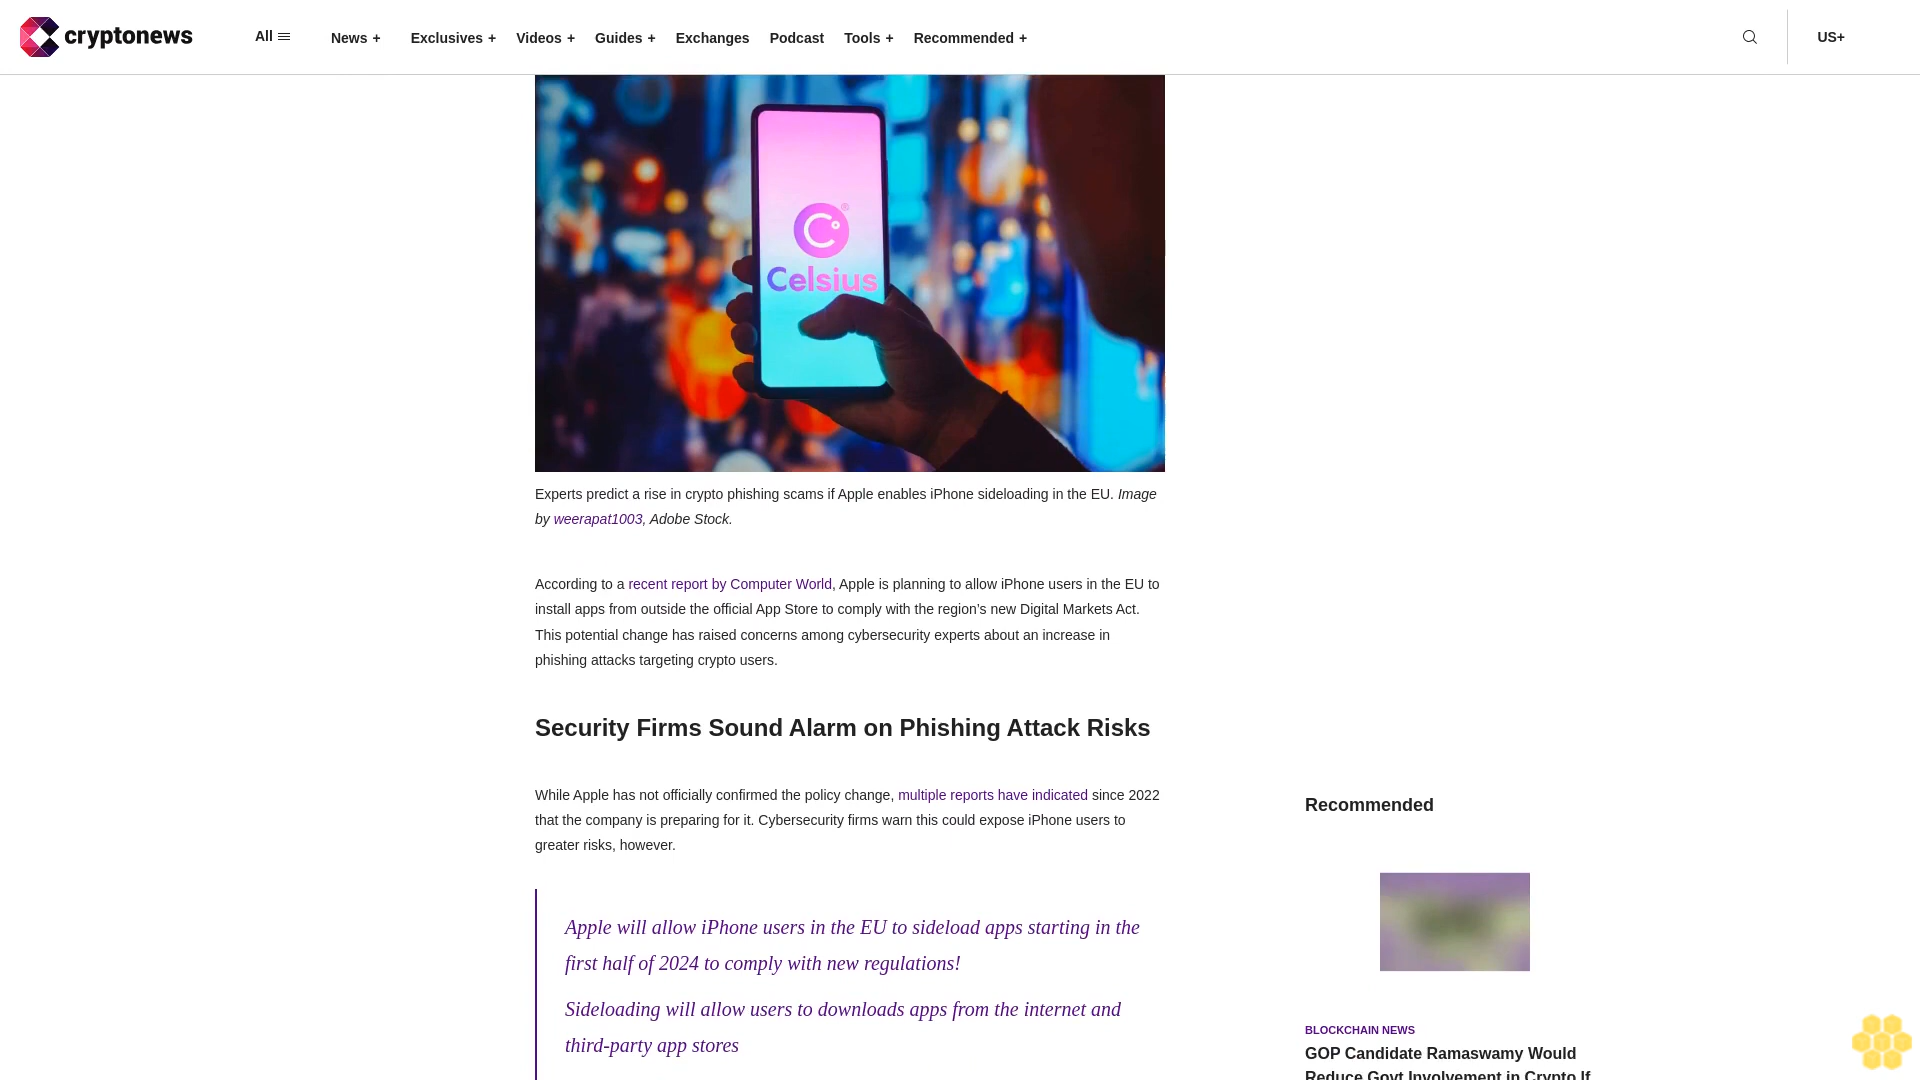 cryptonews
All
News +
Exclusives +
Videos +
Guides +
Exchanges
Podcast
Tools +
Recommended +
US+
Celsius
Experts predict a rise in crypto phishing scams if Apple enables iPhone sideloading in the EU. Image
by weerapat1003, Adobe Stock.
According to a recent report by Computer World, Apple is planning to allow iPhone users in the EU to
install apps from outside the official App Store to comply with the region’s new Digital Markets Act.
This potential change has raised concerns among cybersecurity experts about an increase in
phishing attacks targeting crypto users.
Security Firms Sound Alarm on Phishing Attack Risks
While Apple has not officially confirmed the policy change, multiple reports have indicated since 2022
that the company is preparing for it. Cybersecurity firms warn this could expose iPhone users to
greater risks, however.
Apple will allow iPhone users in the EU to sideload apps starting in the
first half of 2024 to comply with new regulations!
Sideloading will allow users to downloads apps from the internet and
third-party app stores
Recommended
BLOCKCHAIN NEWS
GOP Candidate Ramaswamy Would
Reduce Govt Involvement in Crypto If